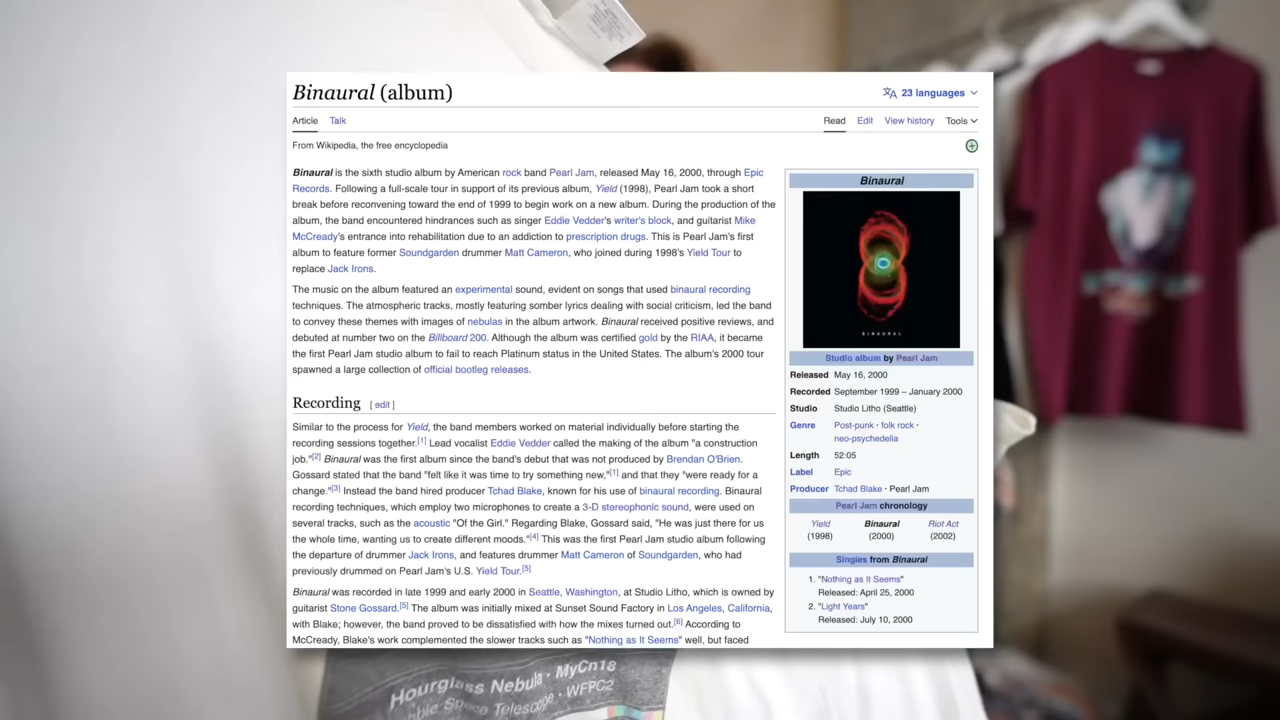 Binaural (album)
23 languages
Article Talk Read Edit View history Tools
From Wikipedia, the free encyclopedia
Binaural is the sixth studio album by American rock band Pearl Jam, released May 16, 2000, through Epic
Records. Following a full-scale tour in support of its previous album, Yield (1998), Pearl Jam took a short
break before reconvening toward the end of 1999 to begin work on a new album. During the production of the
album, the band encountered hindrances such as singer Eddie Vedder's writer's block, and guitarist Mike
McCready's entrance into rehabilitation due to an addiction to prescription drugs. This is Pearl Jam's first
album to feature former Soundgarden drummer Matt Cameron, who joined during 1998's Yield Tour to
replace Jack Irons.
The music on the album featured an experimental sound, evident on songs that used binaural recording
techniques. The atmospheric tracks, mostly featuring somber lyrics dealing with social criticism, led the band
to convey these themes with images of nebulas in the album artwork. Binaural received positive reviews, and
debuted at number two on the Billboard 200. Although the album was certified gold by the RIAA, it became
the first Pearl Jam studio album to fail to reach Platinum status in the United States. The album's 2000 tour
spawned a large collection of official bootleg releases.
Recording [ edit ]
Similar to the process for Yield, the band members worked on material individually before starting the
recording sessions together.[1] Lead vocalist Eddie Vedder called the making of the album "a construction
job."[2] Binaural was the first album since the band's debut that was not produced by Brendan O'Brien.
Gossard stated that the band "felt like it was time to try something new,"[1] and that they "were ready for a
change."[3] Instead the band hired producer Tchad Blake, known for his use of binaural recording. Binaural
recording techniques, which employ two microphones to create a 3-D stereophonic sound, were used on
several tracks, such as the acoustic "Of the Girl." Regarding Blake, Gossard said, "He was just there for us
the whole time, wanting us to create different moods."[4] This was the first Pearl Jam studio album following
the departure of drummer Jack Irons, and features drummer Matt Cameron of Soundgarden, who had
previously drummed on Pearl Jam's U.S. Yield Tour.[5]
Binaural was recorded in late 1999 and early 2000 in Seattle, Washington, at Studio Litho, which is owned by
guitarist Stone Gossard.[5] The album was initially mixed at Sunset Sound Factory in Los Angeles, California,
with Blake; however, the band proved to be dissatisfied with how the mixes turned out.[6] According to
McCready, Blake's work complemented the slower tracks such as "Nothing as It Seems" well, but faced
Binaural
BINAURAL
Studio album by Pearl Jam
Released May 16, 2000
Recorded September 1999 – January 2000
Studio Studio Litho (Seattle)
Genre Post-punk · folk rock ·
neo-psychedelia
Length 52:05
Label Epic
Producer Tchad Blake · Pearl Jam
Pearl Jam chronology
Yield Binaural Riot Act
(1998) (2000) (2002)
Singles from Binaural
1. "Nothing as It Seems"
Released: April 25, 2000
2. "Light Years"
Released: July 10, 2000
Hourglass Nebula · MyCn18
Space Telescope · WFPC2